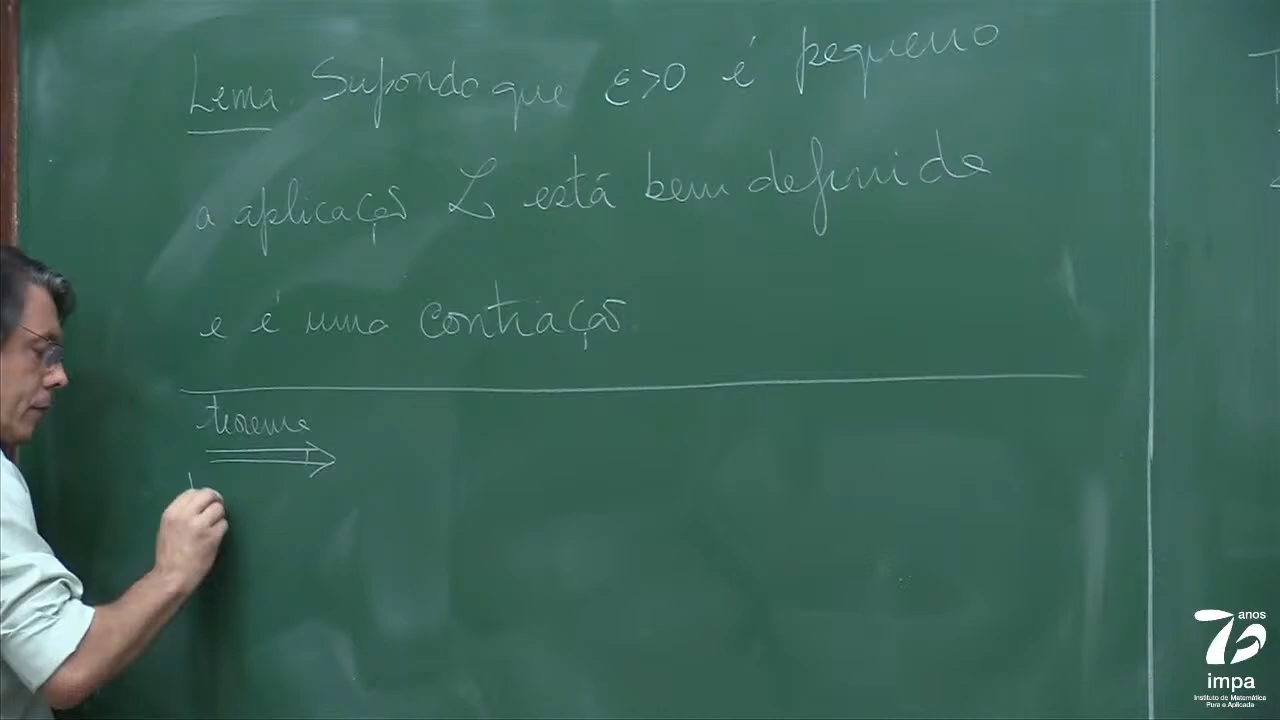 Lema. Supondo que ε>0 é pequeno
a aplicação L está bem definida
e é uma contração.
teorema
⟹
anos
impa
Instituto de Matemática
Pura e Aplicada